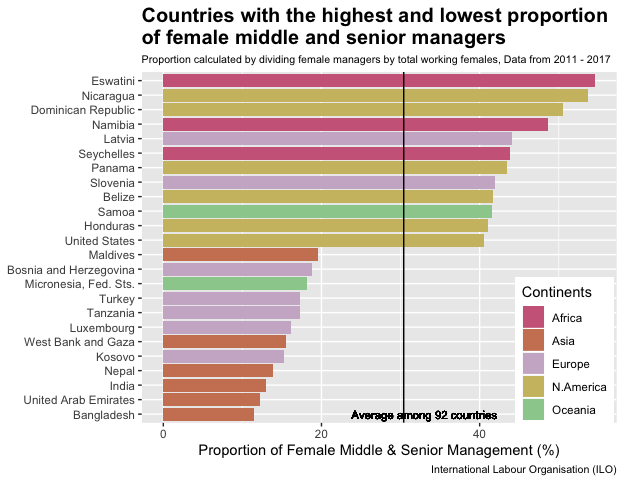 Countries with the highest and lowest proportion
of female middle and senior managers
Proportion calculated by dividing female managers by total working females, Data from 2011 - 2017
Eswatini
Nicaragua
Dominican Republic
Namibia
Latvia
Seychelles
Panama
Slovenia
Belize
Samoa
Honduras
United States
Maldives
Bosnia and Herzegovina
Micronesia, Fed. Sts.
Turkey
Tanzania
Luxembourg
West Bank and Gaza
Kosovo
Nepal
India
United Arab Emirates
Bangladesh
Continents
Africa
Asia
Europe
N.America
Oceania
Average among 92 countries
0 20 40
Proportion of Female Middle & Senior Management (%)
International Labour Organisation (ILO)